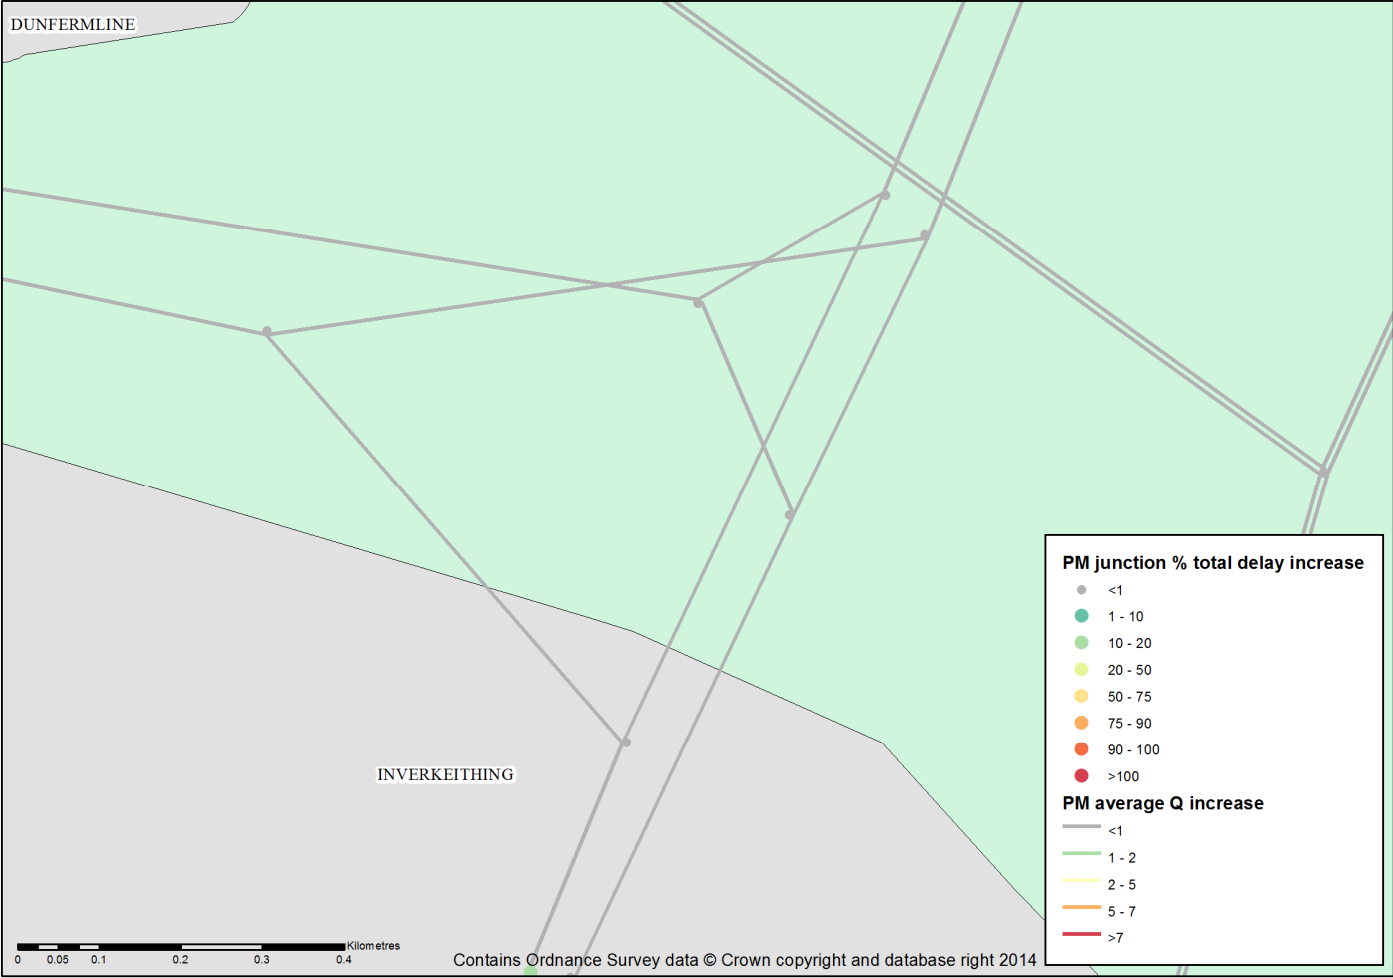 DUNFERMLINE
INVERKEITHING
PM junction % total delay increase
<1
1 - 10
10 - 20
20 - 50
50 - 75
75 - 90
90 - 100
>100
PM average Q increase
<1
1 - 2
2 - 5
5 - 7
>7
Kilometres
0 0.05 0.1 0.2 0.3 0.4
Contains Ordnance Survey data © Crown copyright and database right 2014